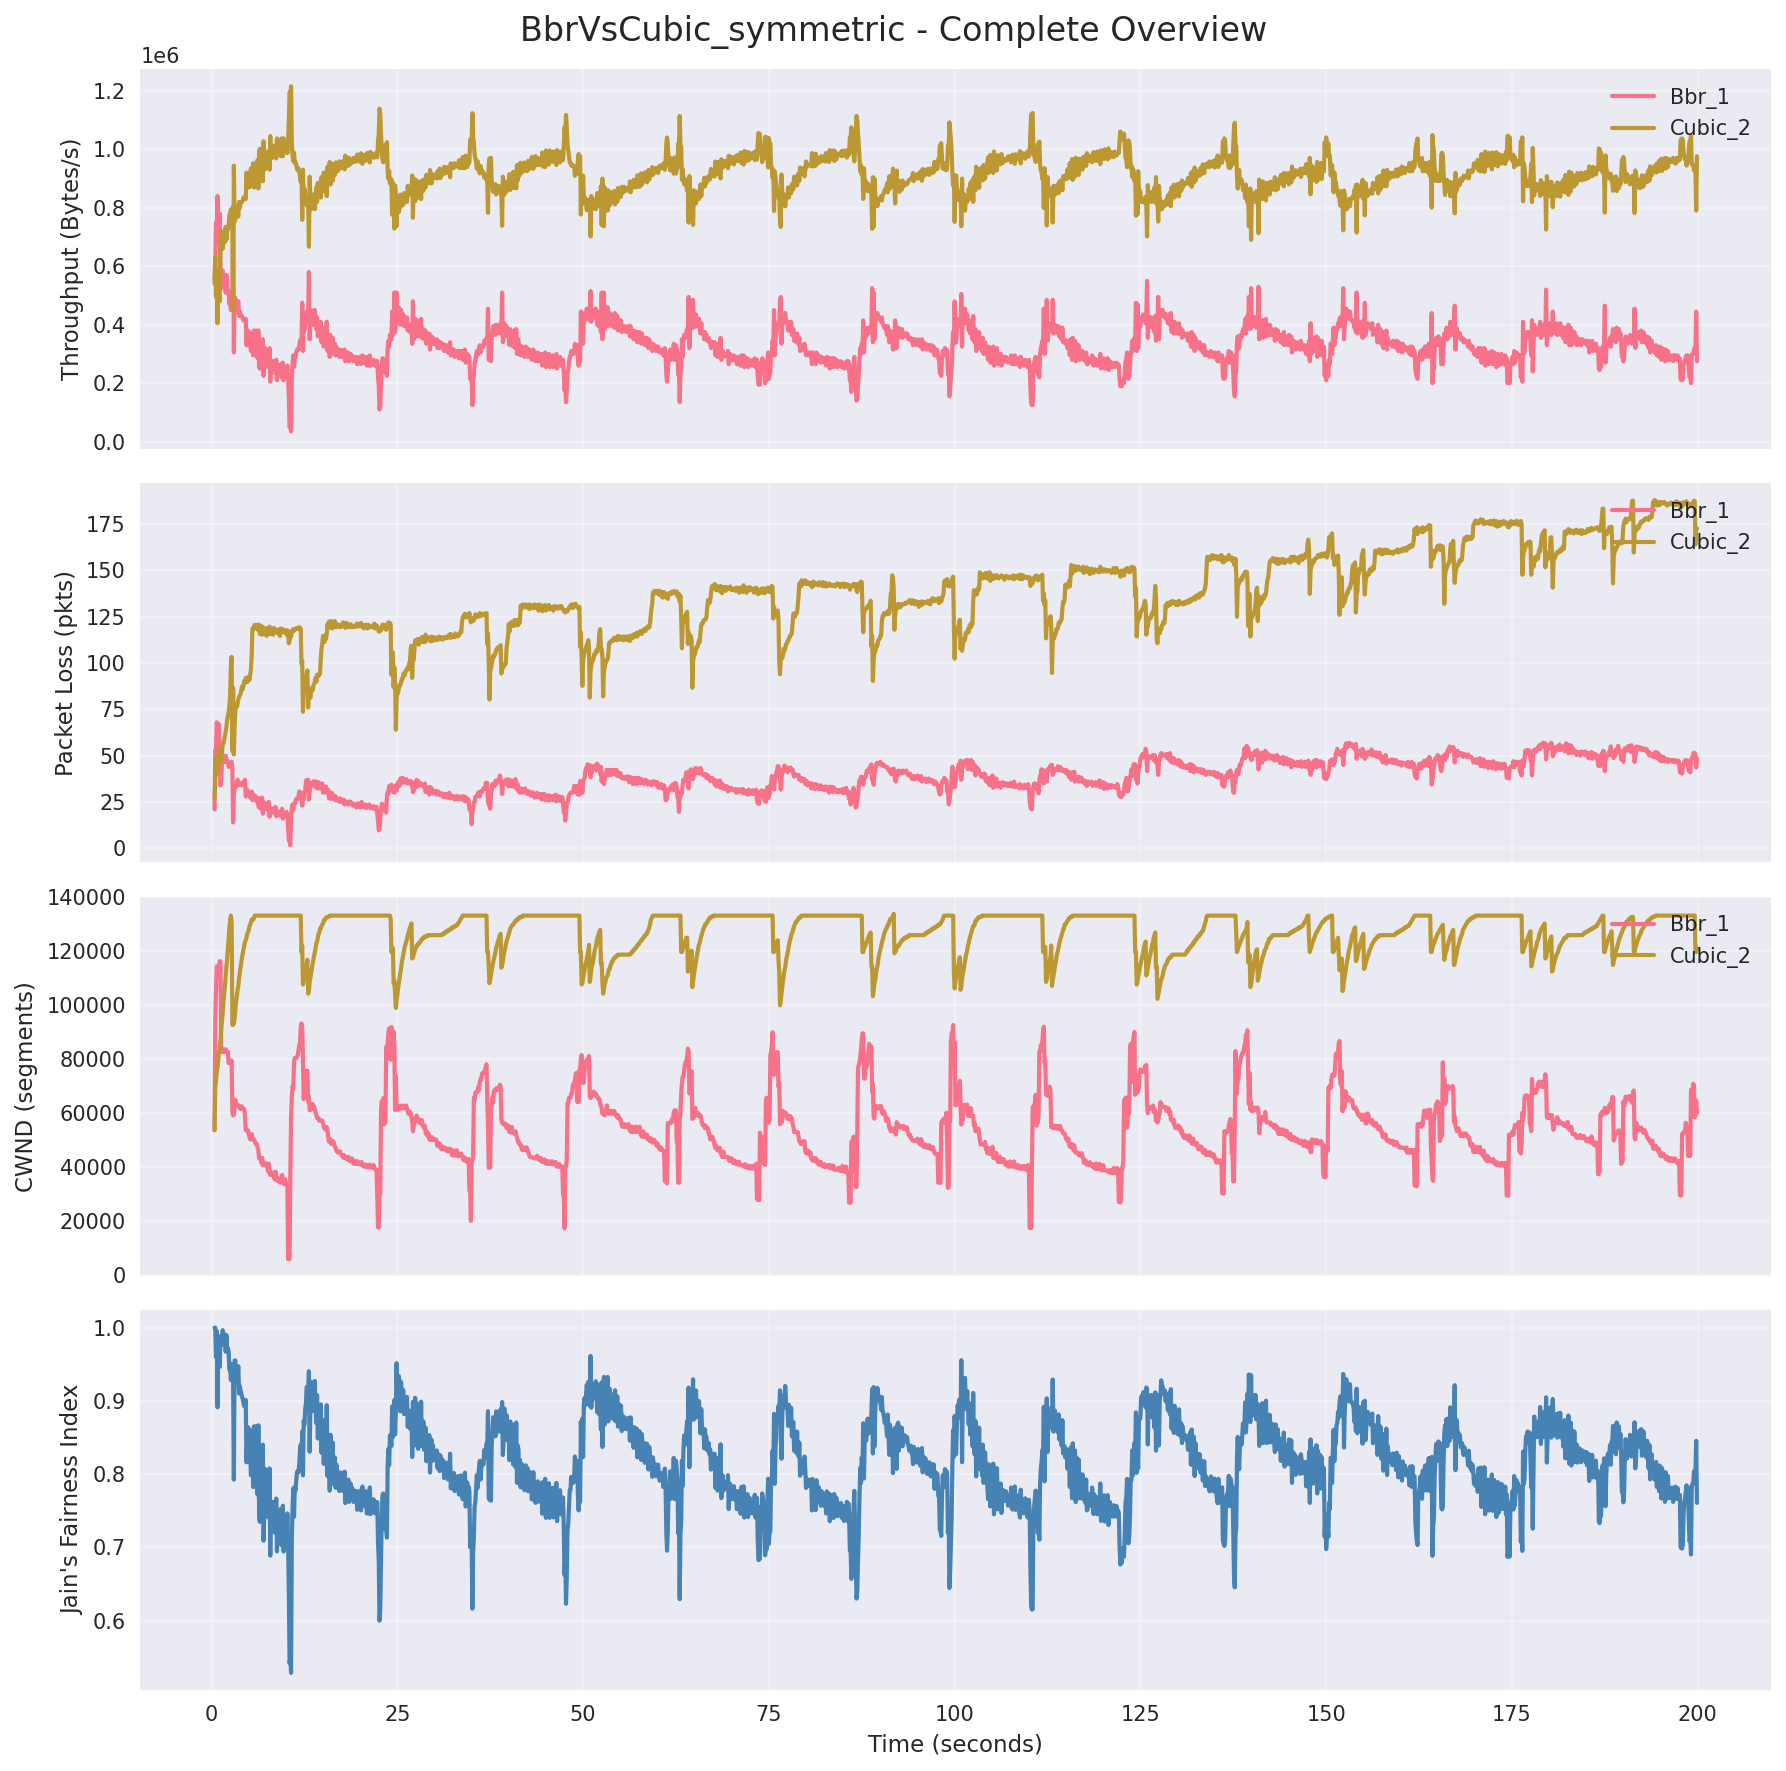 BbrVsCubic_symmetric - Complete Overview
1e6
Throughput (Bytes/s)
1.2
1.0
0.8
0.6
0.4
0.2
0.0
Bbr_1
Cubic_2
Packet Loss (pkts)
175
150
125
100
75
50
25
0
Bbr_1
Cubic_2
CWND (segments)
140000
120000
100000
80000
60000
40000
20000
0
Bbr_1
Cubic_2
Jain's Fairness Index
1.0
0.9
0.8
0.7
0.6
0 25 50 75 100 125 150 175 200
Time (seconds)